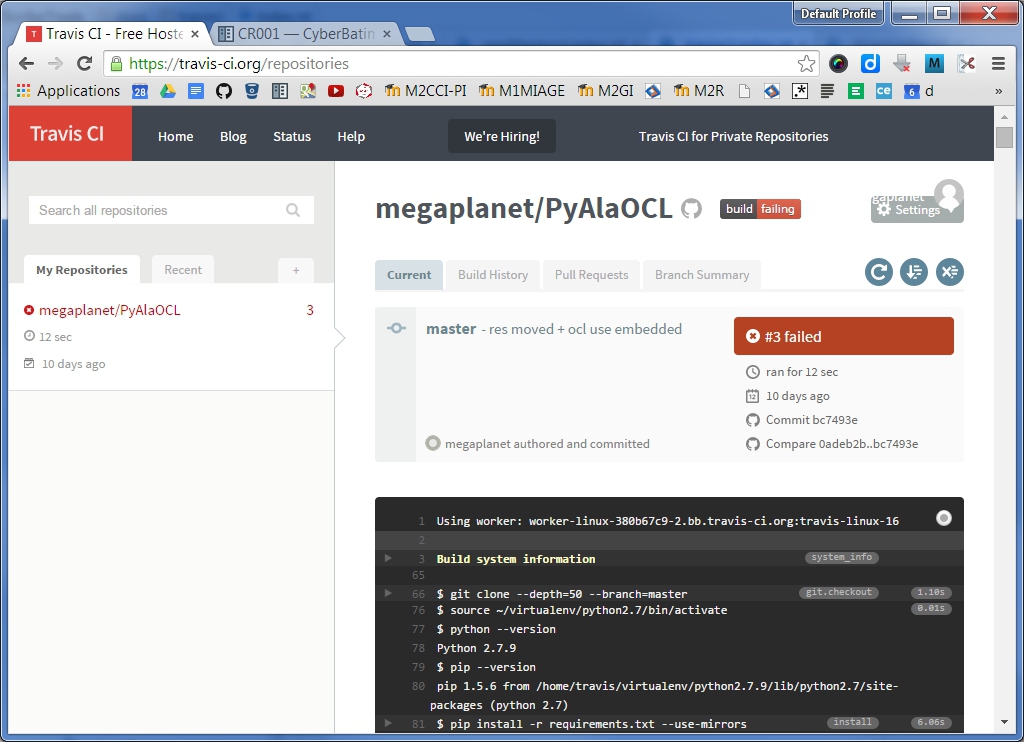 Default Profile
Travis CI - Free Hoste
CR001 — CyberBatin
https://travis-ci.org/repositories
Applications
28
M2CCI-PI
M1MIAGE
M2GI
M2R
.*
ce
6
d
»
Travis CI
Home
Blog
Status
Help
We're Hiring!
Travis CI for Private Repositories
Search all repositories
My Repositories
Recent
+
megaplanet/PyAlaOCL
3
12 sec
10 days ago
megaplanet/PyAlaOCL
build failing
gaplanet
Settings
Current
Build History
Pull Requests
Branch Summary
master - res moved + ocl use embedded
#3 failed
ran for 12 sec
10 days ago
Commit bc7493e
Compare 0adeb2b..bc7493e
megaplanet authored and committed
1 Using worker: worker-linux-380b67c9-2.bb.travis-ci.org:travis-linux-16
2
3 Build system information system_info
65
66 $ git clone --depth=50 --branch=master git.checkout 1.10s
76 $ source ~/virtualenv/python2.7/bin/activate 0.01s
77 $ python --version
78 Python 2.7.9
79 $ pip --version
80 pip 1.5.6 from /home/travis/virtualenv/python2.7.9/lib/python2.7/site-
packages (python 2.7)
81 $ pip install -r requirements.txt --use-mirrors install 6.06s